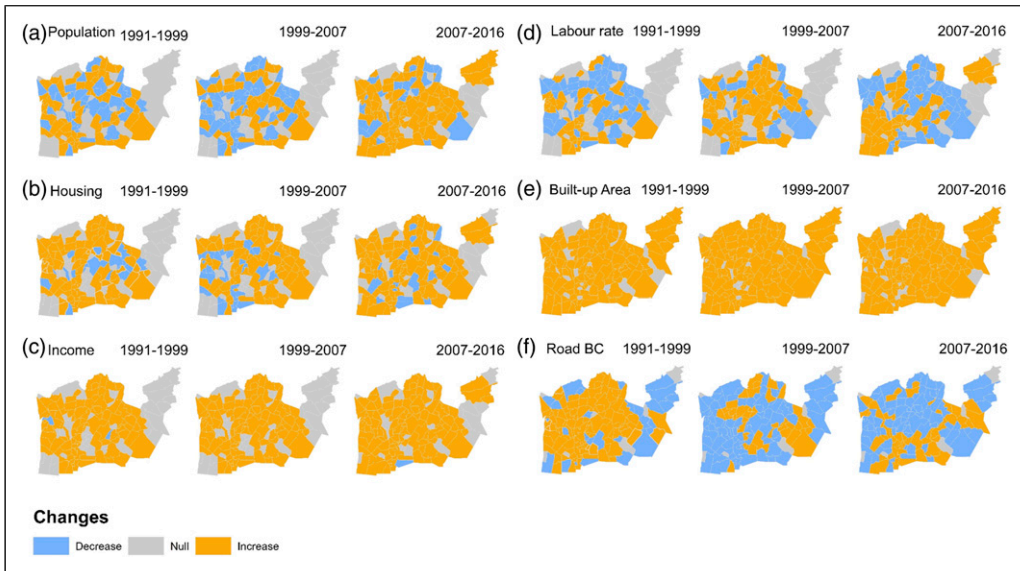 (a) Population 1991-1999 1999-2007 2007-2016
(d) Labour rate 1991-1999 1999-2007 2007-2016
(b) Housing 1991-1999 1999-2007 2007-2016
(e) Built-up Area 1991-1999 1999-2007 2007-2016
(c) Income 1991-1999 1999-2007 2007-2016
(f) Road BC 1991-1999 1999-2007 2007-2016
Changes
Decrease Null Increase